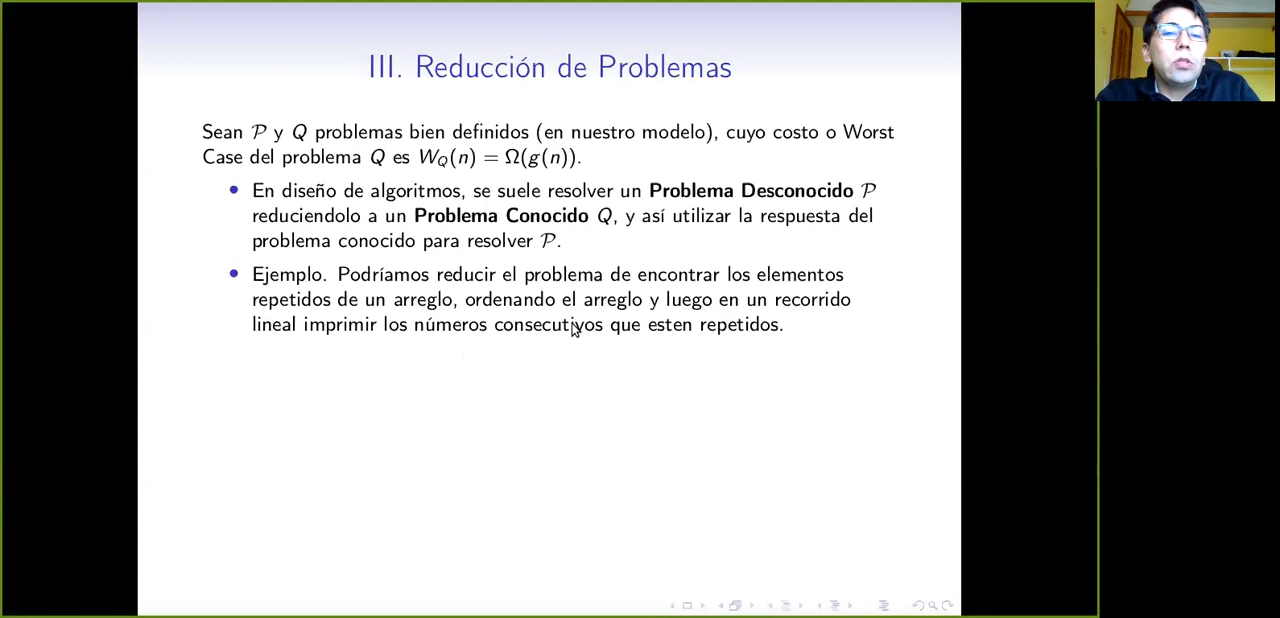 III. Reducción de Problemas
Sean 𝒫 y Q problemas bien definidos (en nuestro modelo), cuyo costo o Worst
Case del problema Q es W_Q(n) = Ω(g(n)).
• En diseño de algoritmos, se suele resolver un Problema Desconocido 𝒫
reduciendolo a un Problema Conocido Q, y así utilizar la respuesta del
problema conocido para resolver 𝒫.
• Ejemplo. Podríamos reducir el problema de encontrar los elementos
repetidos de un arreglo, ordenando el arreglo y luego en un recorrido
lineal imprimir los números consecutivos que esten repetidos.